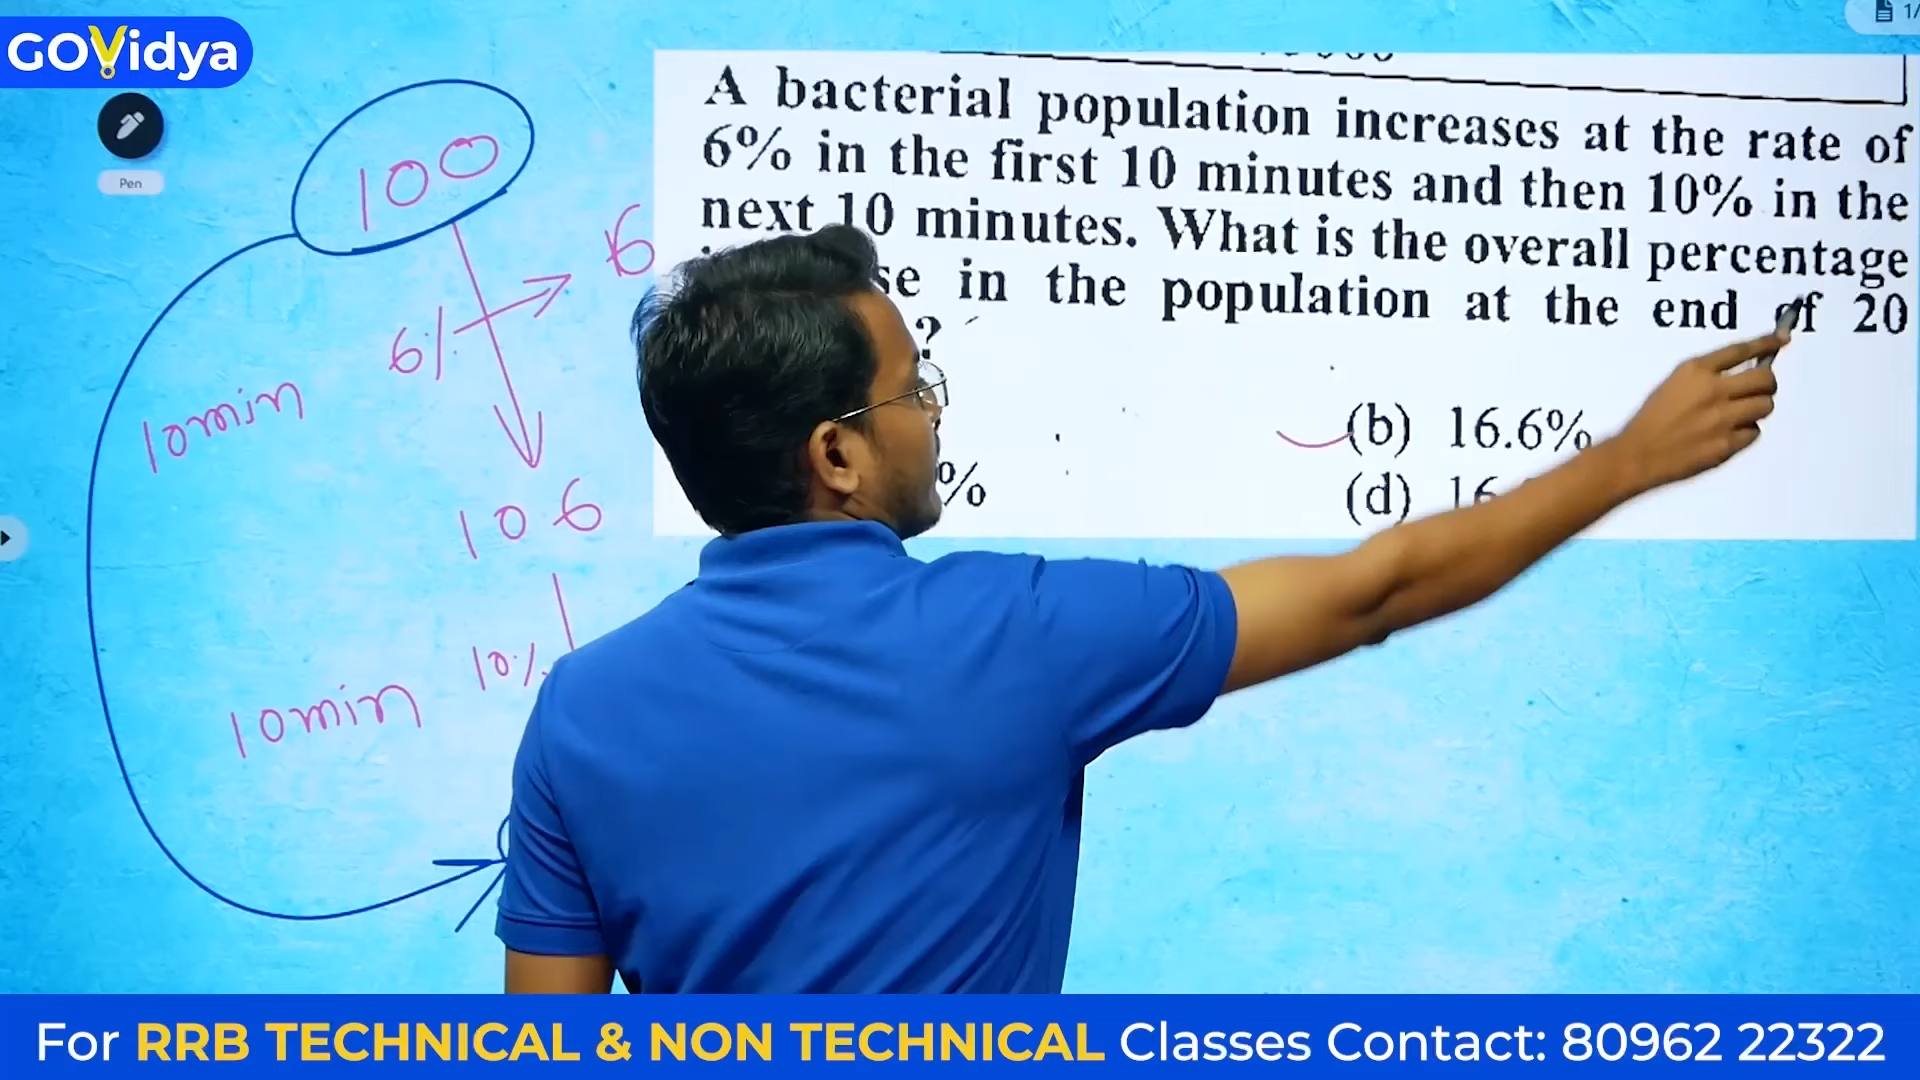 GOVidya
1/
Pen
A bacterial population increases at the rate of
6% in the first 10 minutes and then 10% in the
next 10 minutes. What is the overall percentage
se in the population at the end of 20
?
(b) 16.6%
%
(d) 16
100
6
6%
10min
106
10%
10min
For RRB TECHNICAL & NON TECHNICAL Classes Contact: 80962 22322